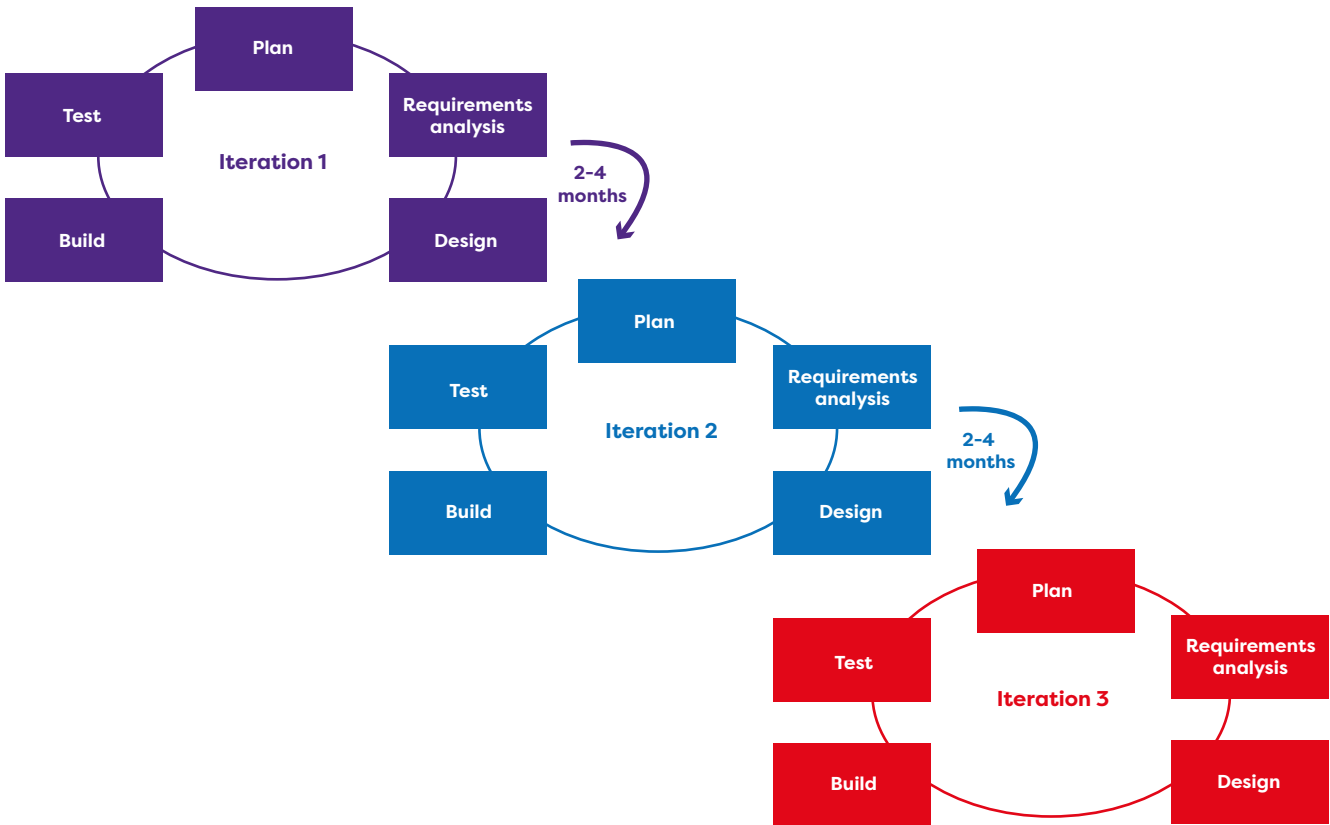 Plan
Test
Requirements
analysis
Iteration 1
2-4
months
Build
Design
Plan
Test
Requirements
analysis
Iteration 2
2-4
months
Build
Design
Plan
Test
Requirements
analysis
Iteration 3
Build
Design